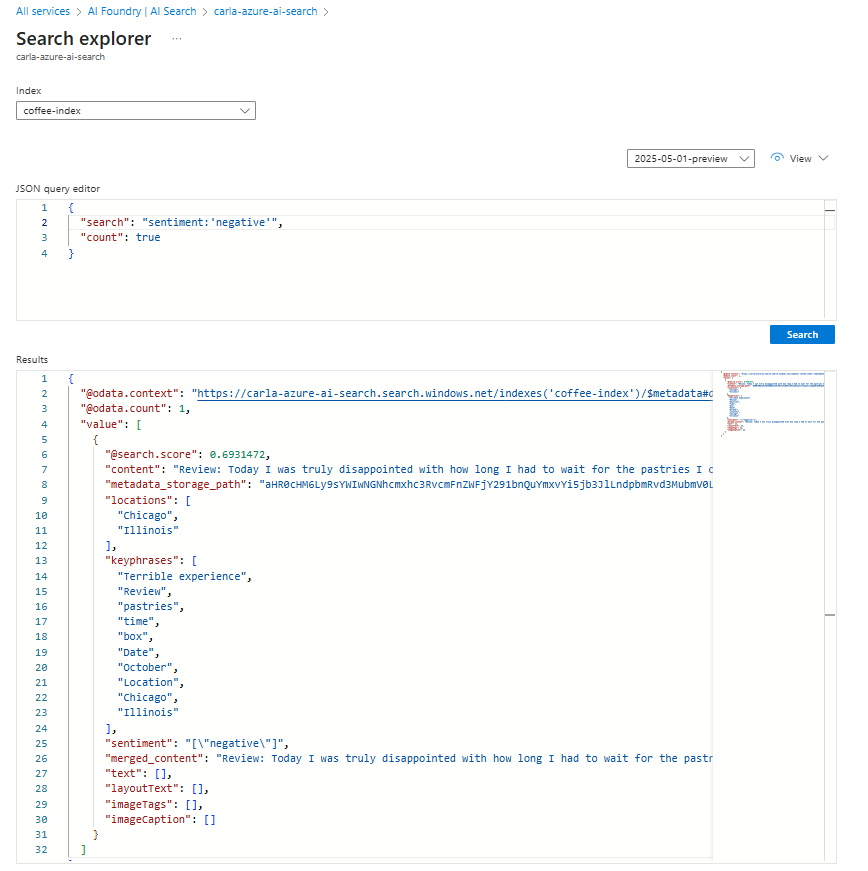 All services > AI Foundry | AI Search > carla-azure-ai-search >
Search explorer ...
carla-azure-ai-search
Index
coffee-index
2025-05-01-preview View
JSON query editor
1 {
2 "search": "sentiment:'negative'",
3 "count": true
4 }
Search
Results
1 {
2 "@odata.context": "https://carla-azure-ai-search.search.windows.net/indexes('coffee-index')/$metadata#d
3 "@odata.count": 1,
4 "value": [
5 {
6 "@search.score": 0.6931472,
7 "content": "Review: Today I was truly disappointed with how long I had to wait for the pastries I o
8 "metadata_storage_path":
9 "locations": [
10 "Chicago",
11 "Illinois"
12 ],
13 "keyphrases": [
14 "Terrible experience",
15 "Review",
16 "pastries",
17 "time",
18 "box",
19 "Date",
20 "October",
21 "Location",
22 "Chicago",
23 "Illinois"
24 ],
25 "sentiment": "[\"negative\"]",
26 "merged_content": "Review: Today I was truly disappointed with how long I had to wait for the pastr
27 "text": [],
28 "layoutText": [],
29 "imageTags": [],
30 "imageCaption": []
31 }
32 ]